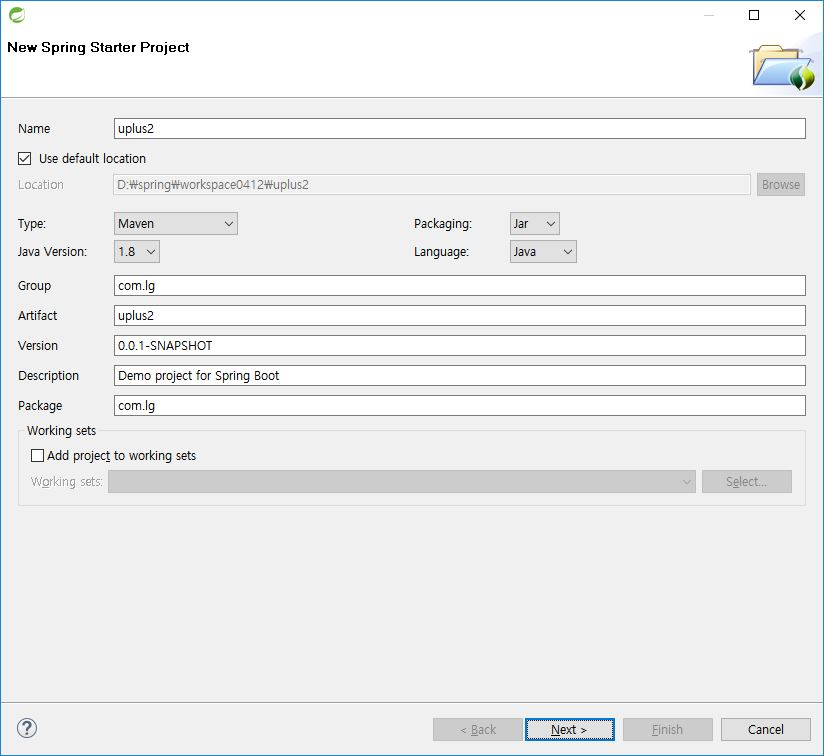 New Spring Starter Project
Name uplus2
Use default location
Location D:₩spring₩workspace0412₩uplus2 Browse
Type: Maven Packaging: Jar
Java Version: 1.8 Language: Java
Group com.lg
Artifact uplus2
Version 0.0.1-SNAPSHOT
Description Demo project for Spring Boot
Package com.lg
Working sets
Add project to working sets
Working sets: Select...
? < Back Next > Finish Cancel